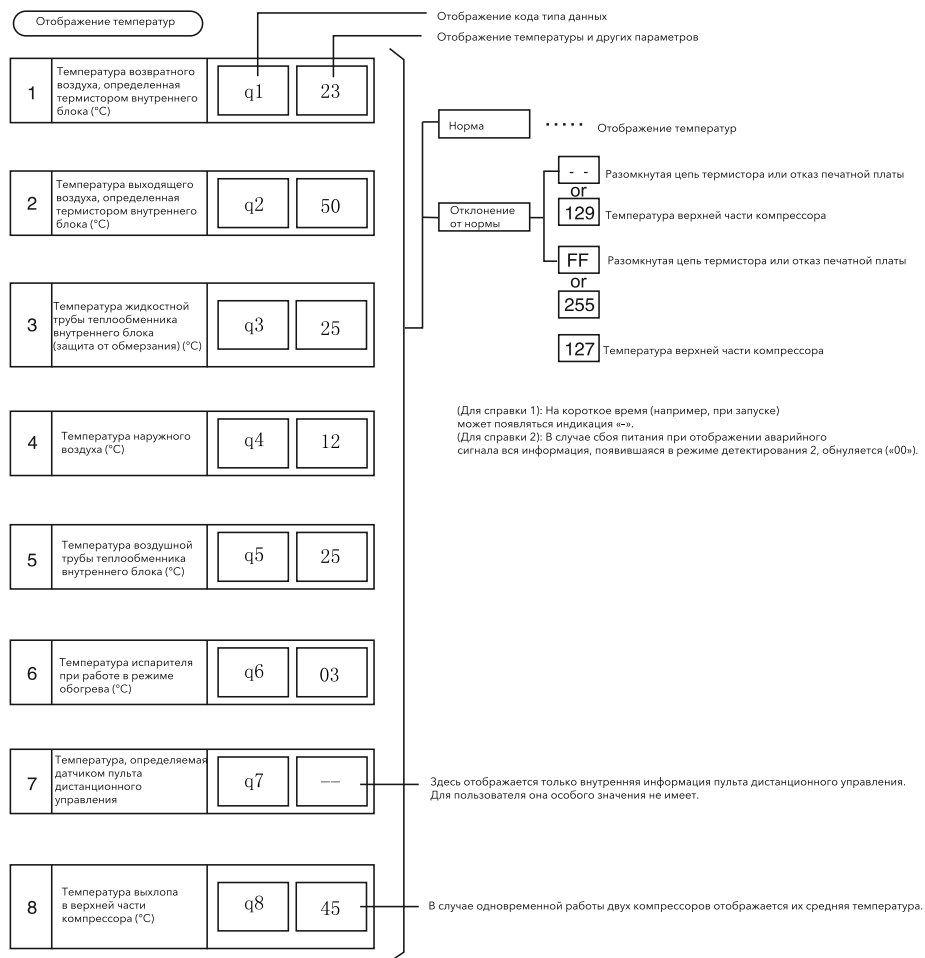 Отображение температур
Отображение кода типа данных
Отображение температуры и других параметров
1
Температура возвратного
воздуха, определенная
термистором внутреннего
блока (°C)
q1
23
Норма
Отображение температур
2
Температура выходящего
воздуха, определенная
термистором внутреннего
блока (°C)
q2
50
Отклонение
от нормы
- -
Разомкнутая цепь термистора или отказ печатной платы
or
129
Температура верхней части компрессора
FF
Разомкнутая цепь термистора или отказ печатной платы
or
255
127
Температура верхней части компрессора
3
Температура жидкостной
трубы теплообменника
внутреннего блока
(защита от обмерзания) (°C)
q3
25
(Для справки 1): На короткое время (например, при запуске)
может появляться индикация «–».
(Для справки 2): В случае сбоя питания при отображении аварийного
сигнала вся информация, появившаяся в режиме детектирования 2, обнуляется («00»).
4
Температура наружного
воздуха (°C)
q4
12
5
Температура воздушной
трубы теплообменника
внутреннего блока (°C)
q5
25
6
Температура испарителя
при работе в режиме
обогрева (°C)
q6
03
7
Температура, определяемая
датчиком пульта
дистанционного
управления
q7
--
Здесь отображается только внутренняя информация пульта дистанционного управления.
Для пользователя она особого значения не имеет.
8
Температура выхлопа
в верхней части
компрессора (°C)
q8
45
В случае одновременной работы двух компрессоров отображается их средняя температура.